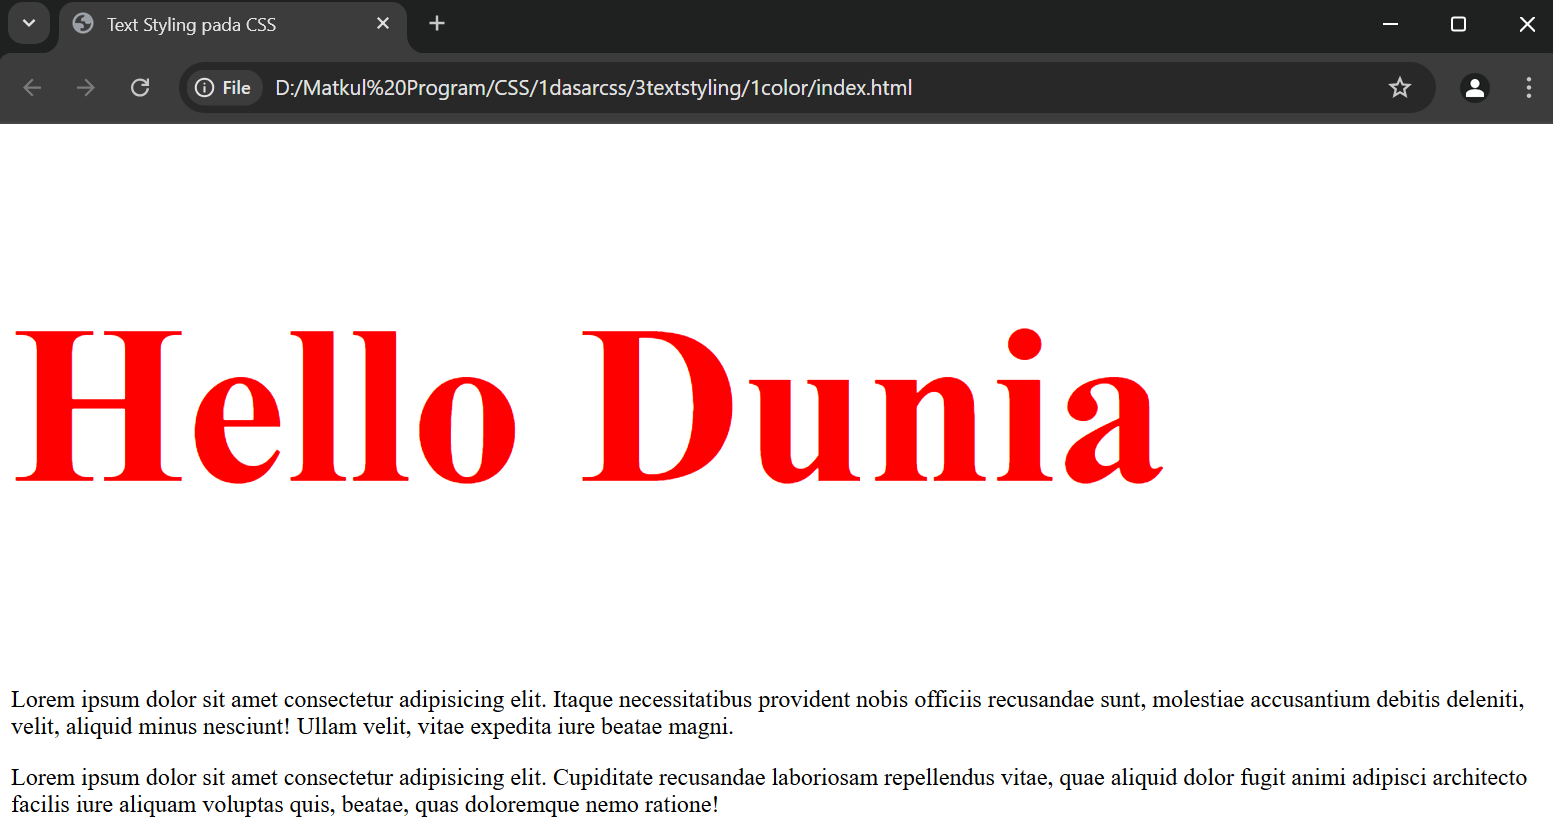 Text Styling pada CSS
File
D:/Matkul%20Program/CSS/1dasarcss/3textstyling/1color/index.html
Hello Dunia
Lorem ipsum dolor sit amet consectetur adipisicing elit. Itaque necessitatibus provident nobis officiis recusandae sunt, molestiae accusantium debitis deleniti,
velit, aliquid minus nesciunt! Ullam velit, vitae expedita iure beatae magni.
Lorem ipsum dolor sit amet consectetur adipisicing elit. Cupiditate recusandae laboriosam repellendus vitae, quae aliquid dolor fugit animi adipisci architecto
facilis iure aliquam voluptas quis, beatae, quas doloremque nemo ratione!